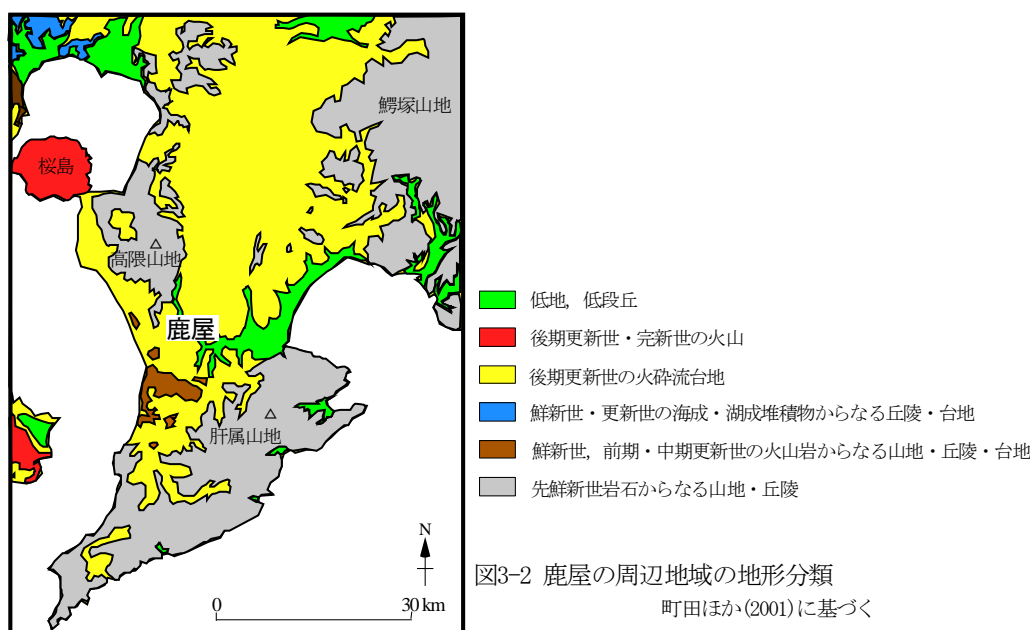 鰐塚山地
桜島
高隈山地
鹿屋
肝属山地
N
0 30 km
低地，低段丘
後期更新世・完新世の火山
後期更新世の火砕流台地
鮮新世・更新世の海成・湖成堆積物からなる丘陵・台地
鮮新世，前期・中期更新世の火山岩からなる山地・丘陵・台地
先鮮新世岩石からなる山地・丘陵
図3-2 鹿屋の周辺地域の地形分類
町田ほか(2001)に基づく